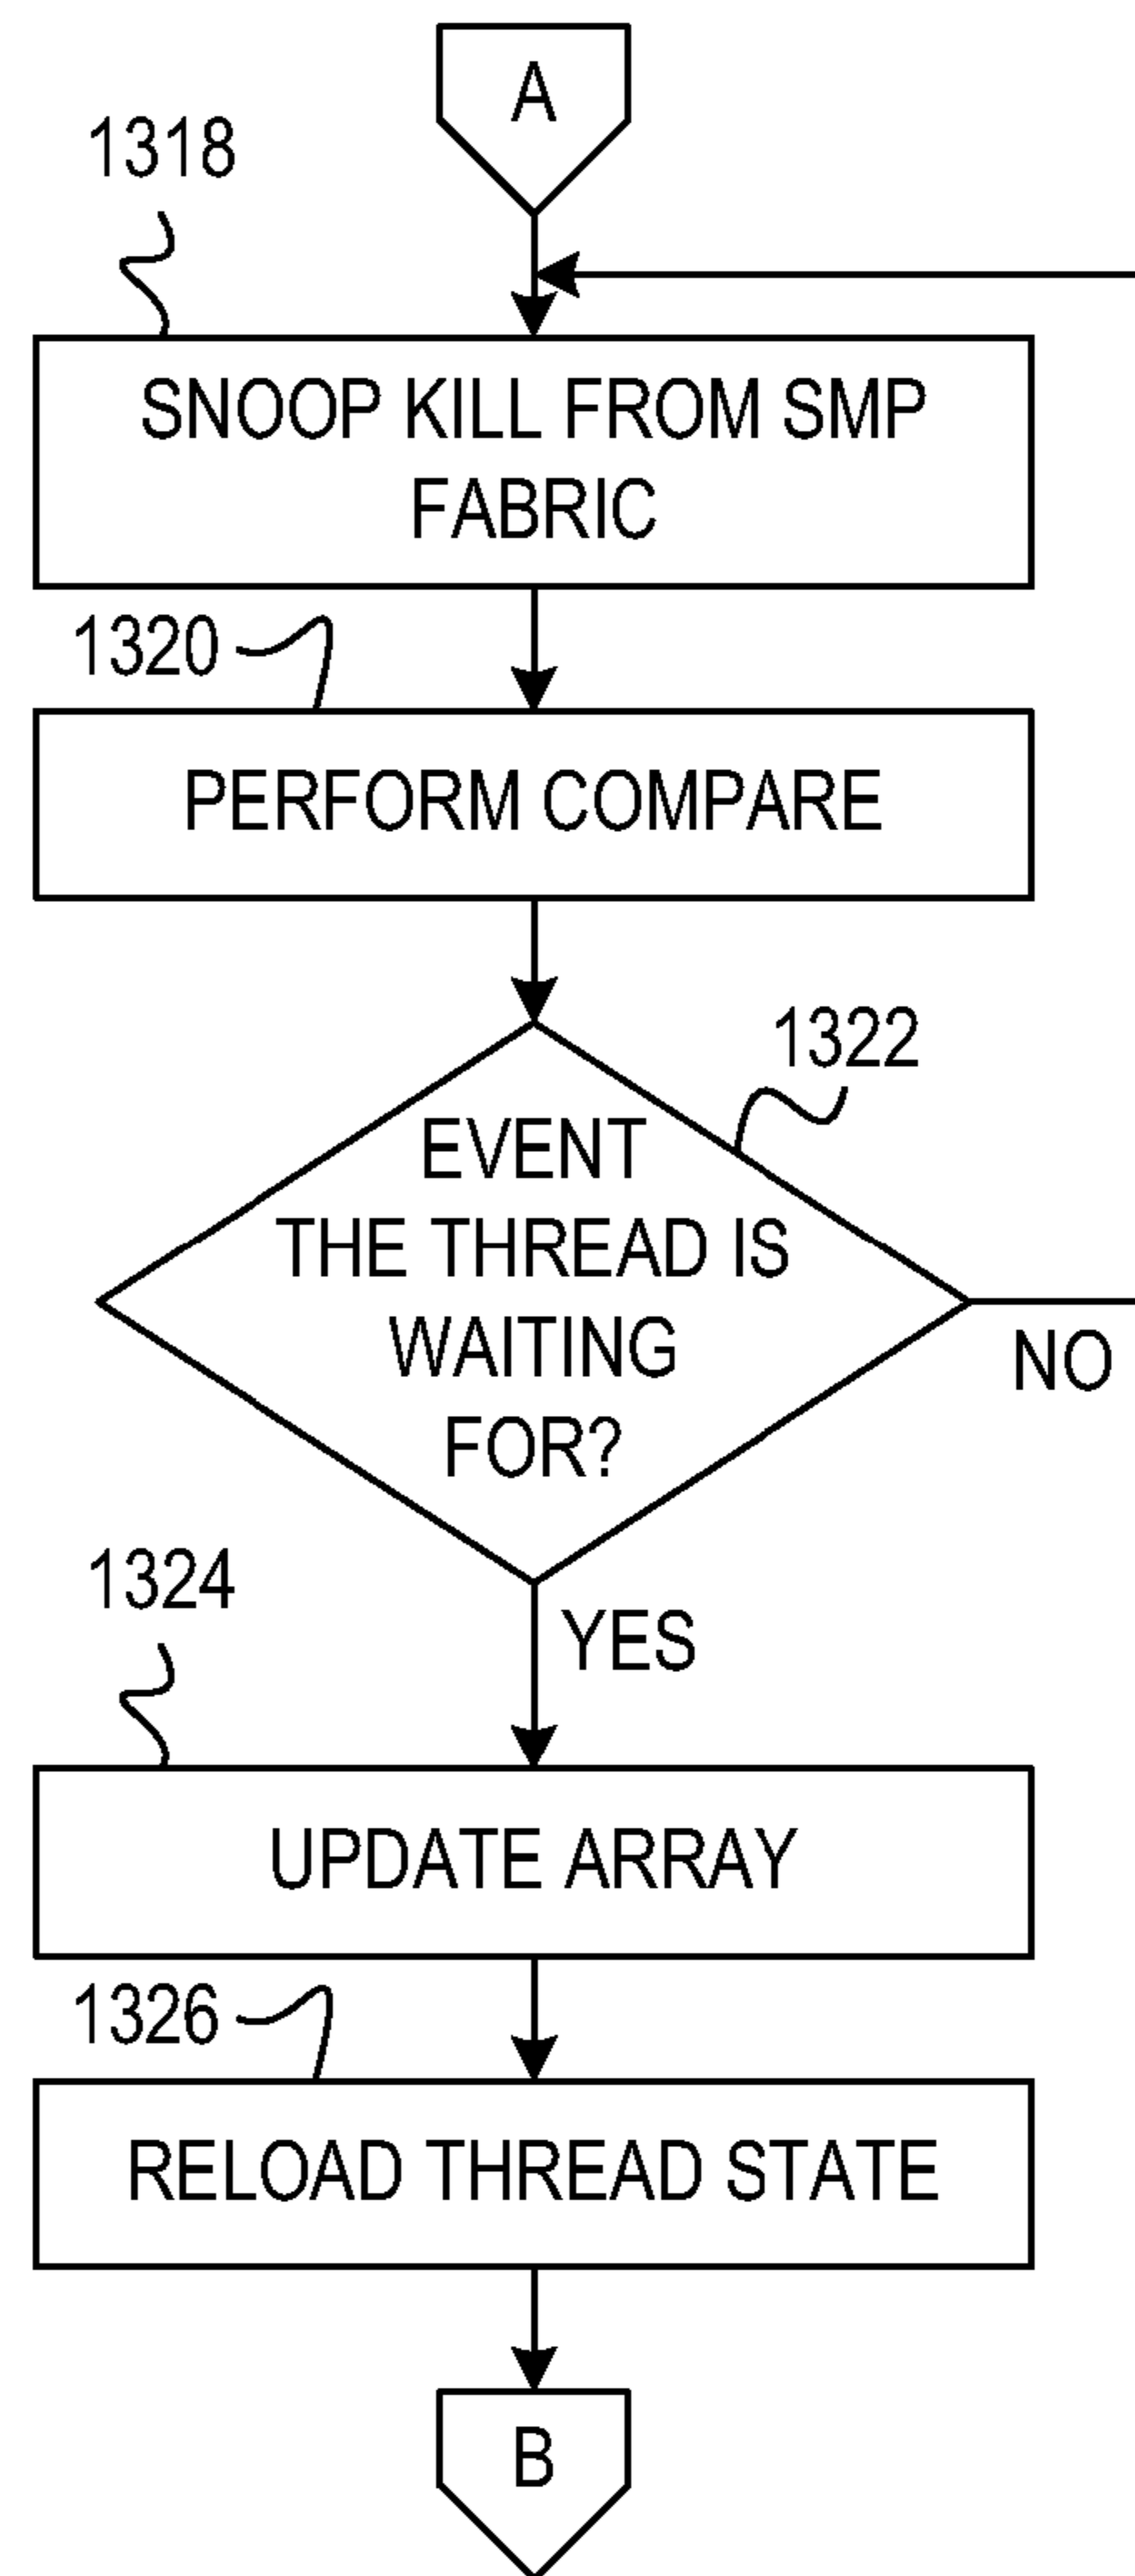 A
1318
SNOOP KILL FROM SMP
FABRIC
1320
PERFORM COMPARE
1322
EVENT
THE THREAD IS
WAITING
FOR?
NO
YES
1324
UPDATE ARRAY
1326
RELOAD THREAD STATE
B